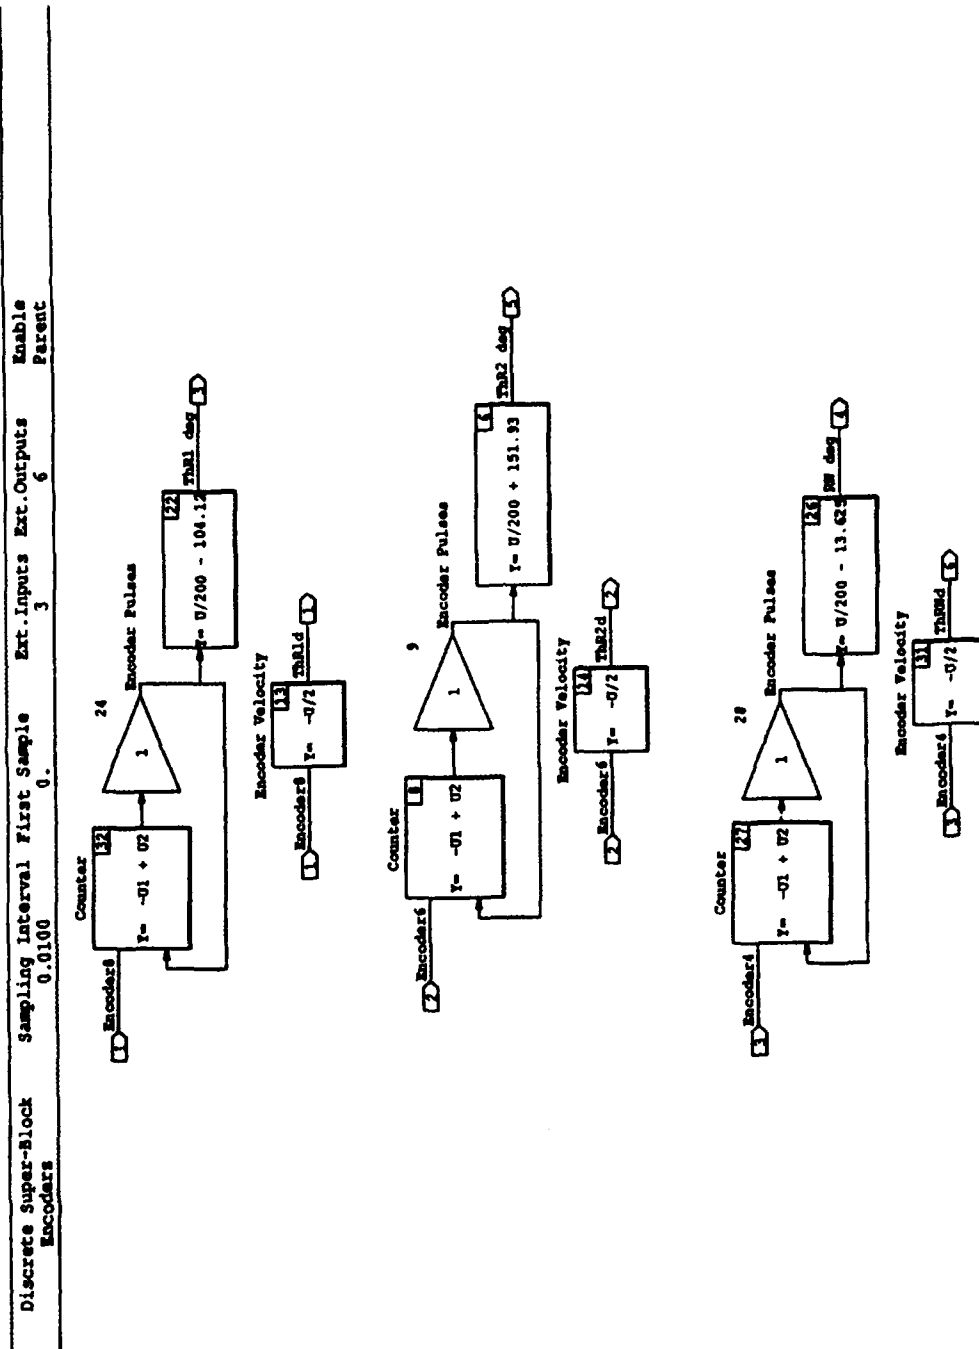 Discrete Super-Block Sampling Interval First Sample Ext.Inputs Ext.Outputs Enable
Encoders 0.0100 0. 3 6 Parent
Counter
32
Y= -U1 + U2
1
Encoder8
24
1
Encoder Pulses
22
Y= U/200 - 104.12
ThR1 deg
3
Encoder Velocity
1
Encoder8
13
Y= -U/2
ThR1d
1
Counter
8
Y= -U1 + U2
2
Encoder6
9
1
Encoder Pulses
Y= U/200 + 151.93
ThR2 deg
5
Encoder Velocity
2
Encoder6
14
Y= -U/2
ThR2d
2
Counter
27
Y= -U1 + U2
3
Encoder4
28
1
Encoder Pulses
26
Y= U/200 - 13.625
RW deg
4
Encoder Velocity
3
Encoder4
31
Y= -U/2
ThRWd
6